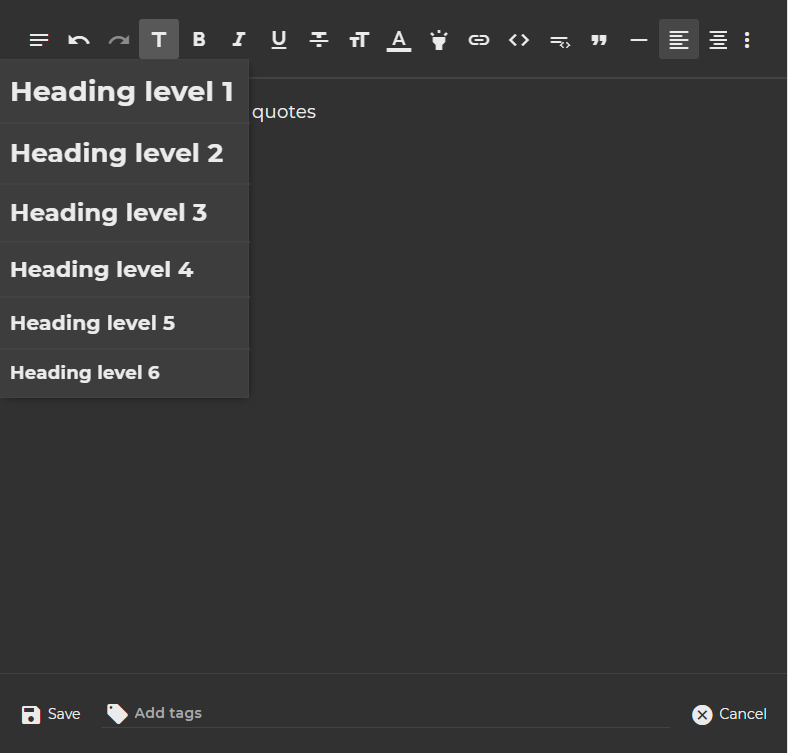 Heading level 1
quotes
Heading level 2
Heading level 3
Heading level 4
Heading level 5
Heading level 6
Save Add tags Cancel